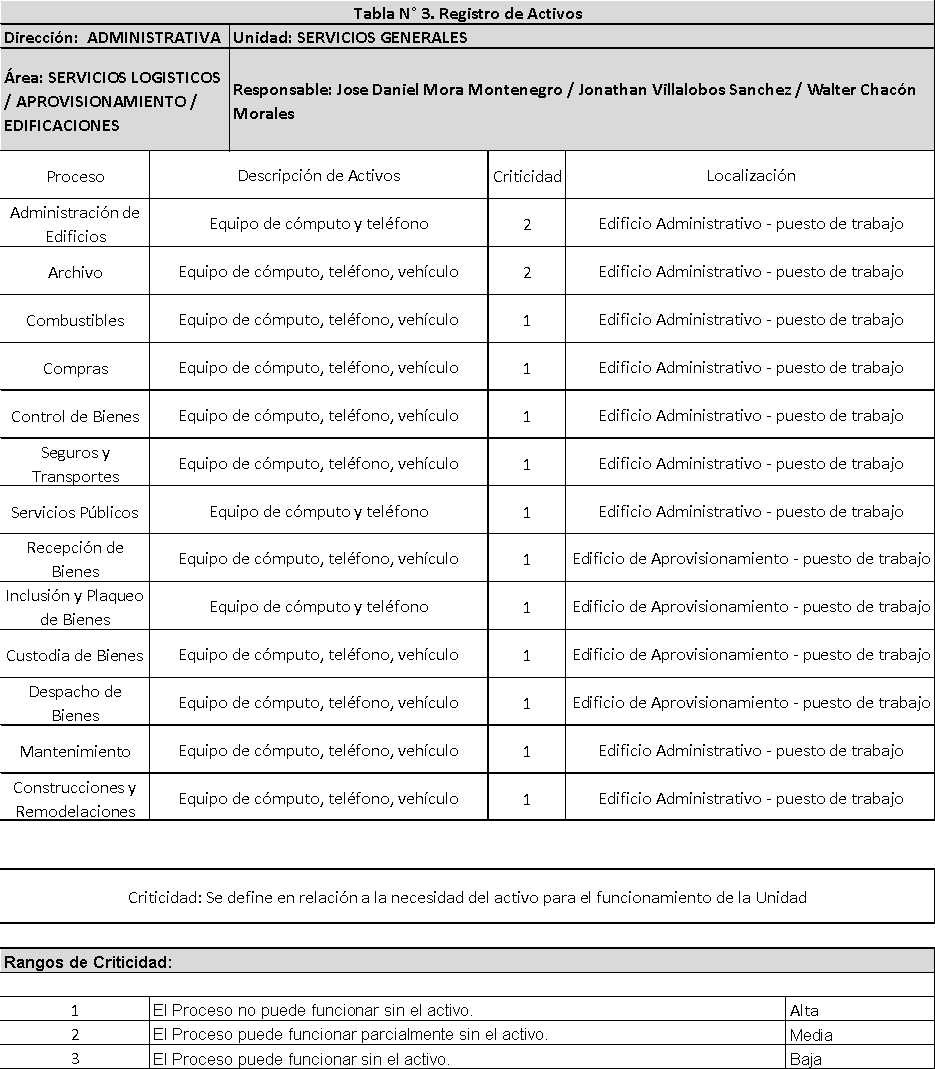 Tabla N° 3. Registro de Activos
Dirección: ADMINISTRATIVA Unidad: SERVICIOS GENERALES
Área: SERVICIOS LOGISTICOS
/ APROVISIONAMIENTO /
EDIFICACIONES
Responsable: Jose Daniel Mora Montenegro / Jonathan Villalobos Sanchez / Walter Chacón
Morales
Proceso Descripción de Activos Criticidad Localización
Administración de
Edificios
Equipo de cómputo y teléfono 2 Edificio Administrativo - puesto de trabajo
Archivo Equipo de cómputo, teléfono, vehículo 2 Edificio Administrativo - puesto de trabajo
Combustibles Equipo de cómputo, teléfono, vehículo 1 Edificio Administrativo - puesto de trabajo
Compras Equipo de cómputo, teléfono, vehículo 1 Edificio Administrativo - puesto de trabajo
Control de Bienes Equipo de cómputo, teléfono, vehículo 1 Edificio Administrativo - puesto de trabajo
Seguros y
Transportes
Equipo de cómputo, teléfono, vehículo 1 Edificio Administrativo - puesto de trabajo
Servicios Públicos Equipo de cómputo y teléfono 1 Edificio Administrativo - puesto de trabajo
Recepción de
Bienes
Equipo de cómputo, teléfono, vehículo 1 Edificio de Aprovisionamiento - puesto de trabajo
Inclusión y Plaqueo
de Bienes
Equipo de cómputo y teléfono 1 Edificio de Aprovisionamiento - puesto de trabajo
Custodia de Bienes Equipo de cómputo, teléfono, vehículo 1 Edificio de Aprovisionamiento - puesto de trabajo
Despacho de
Bienes
Equipo de cómputo, teléfono, vehículo 1 Edificio de Aprovisionamiento - puesto de trabajo
Mantenimiento Equipo de cómputo, teléfono, vehículo 1 Edificio Administrativo - puesto de trabajo
Construcciones y
Remodelaciones
Equipo de cómputo, teléfono, vehículo 1 Edificio Administrativo - puesto de trabajo
Criticidad: Se define en relación a la necesidad del activo para el funcionamiento de la Unidad
Rangos de Criticidad:
1 El Proceso no puede funcionar sin el activo. Alta
2 El Proceso puede funcionar parcialmente sin el activo. Media
3 El Proceso puede funcionar sin el activo. Baja